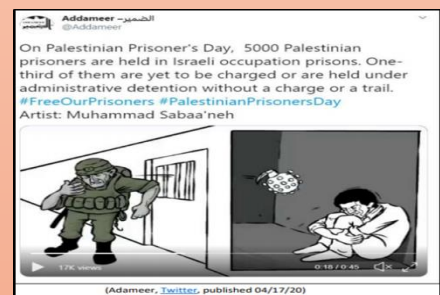 Addameer - الضمير
@Addameer
On Palestinian Prisoner's Day, 5000 Palestinian
prisoners are held in Israeli occupation prisons. One-
third of them are yet to be charged or are held under
administrative detention without a charge or a trail.
#FreeOurPrisoners #PalestinianPrisonersDay
Artist: Muhammad Sabaa'neh
17K views
0:18 / 0:45
(Adameer, Twitter, published 04/17/20)